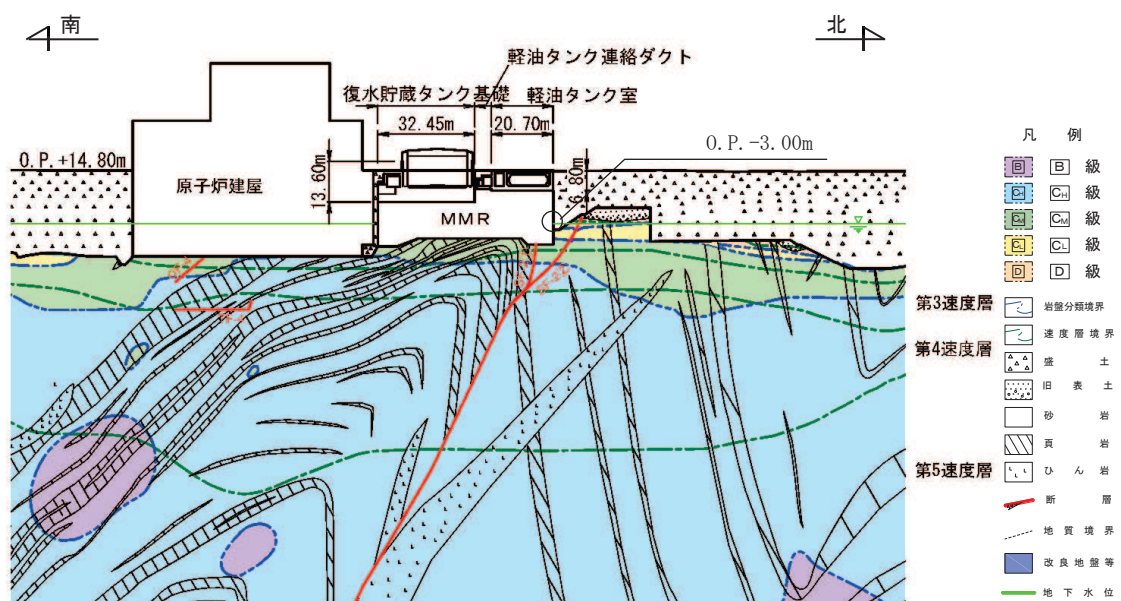 南
北
軽油タンク連絡ダクト
復水貯蔵タンク基礎
軽油タンク室
32.45m
20.70m
O.P.-3.00m
O.P.+14.80m
13.60m
6.80m
原子炉建屋
MMR
第3速度層
第4速度層
第5速度層
凡 例
B B 級
CH CH 級
CM CM 級
CL CL 級
D D 級
岩盤分類境界
速度層境界
盛 土
旧 表 土
砂 岩
頁 岩
ひ ん 岩
断 層
地 質 境 界
改良地盤等
地 下 水 位